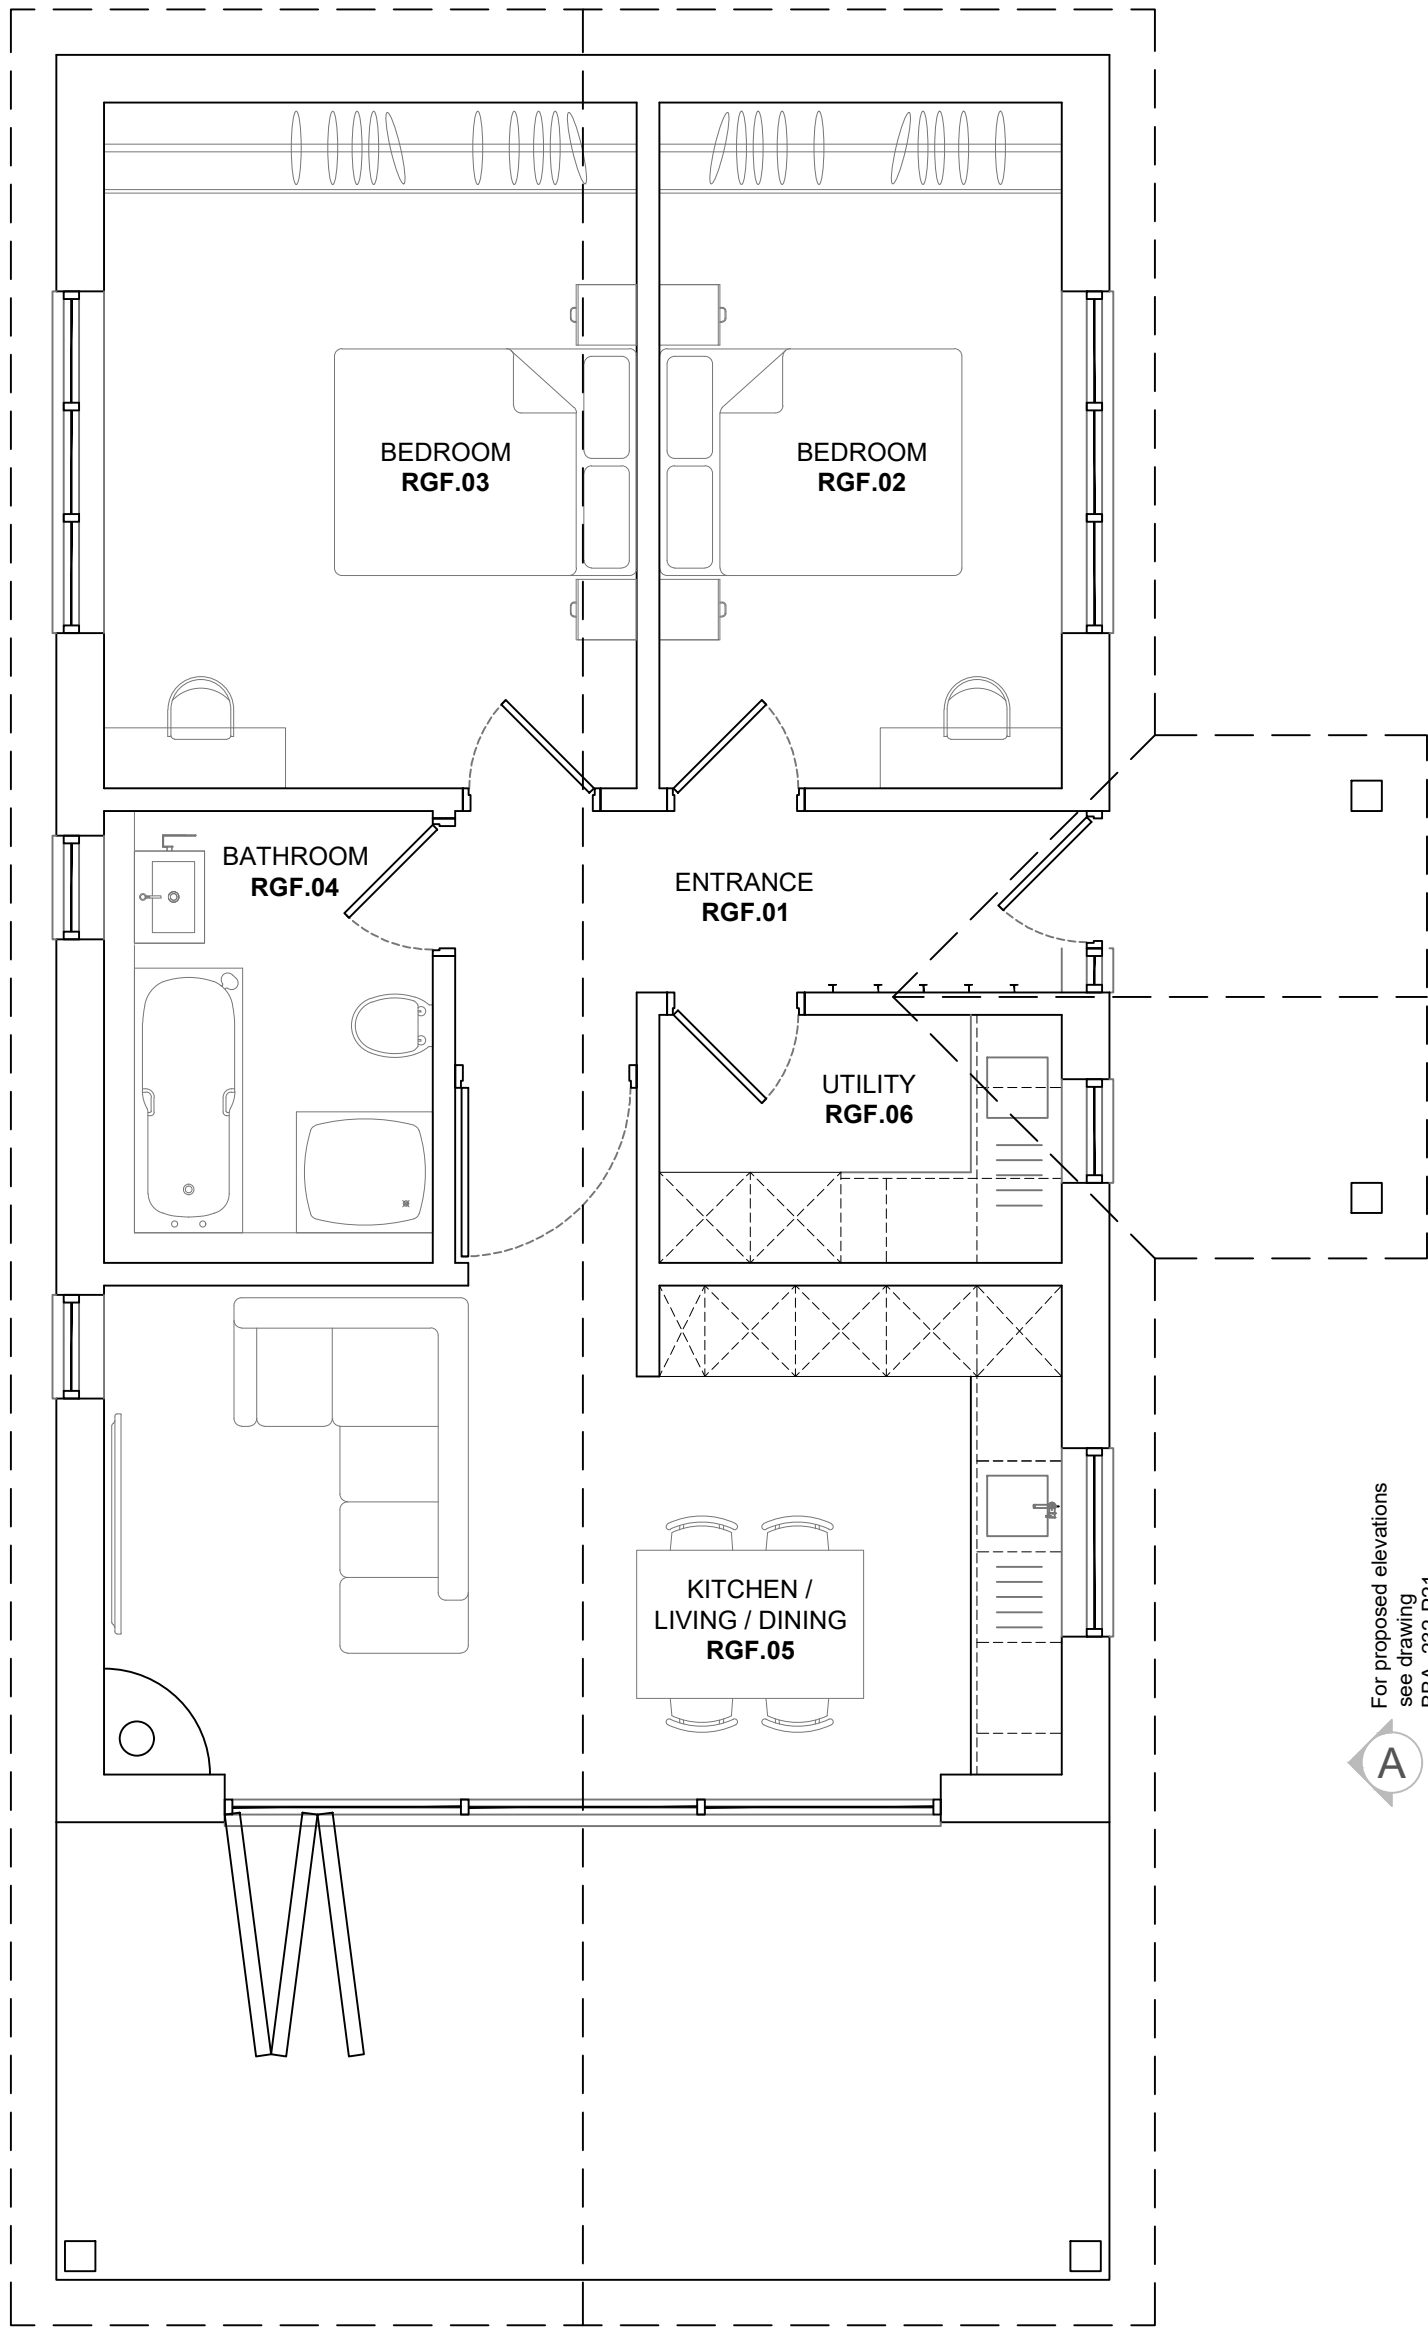 BEDROOM
RGF.03
BEDROOM
RGF.02
BATHROOM
RGF.04
ENTRANCE
RGF.01
UTILITY
RGF.06
KITCHEN /
LIVING / DINING
RGF.05
For proposed elevations
see drawing
A